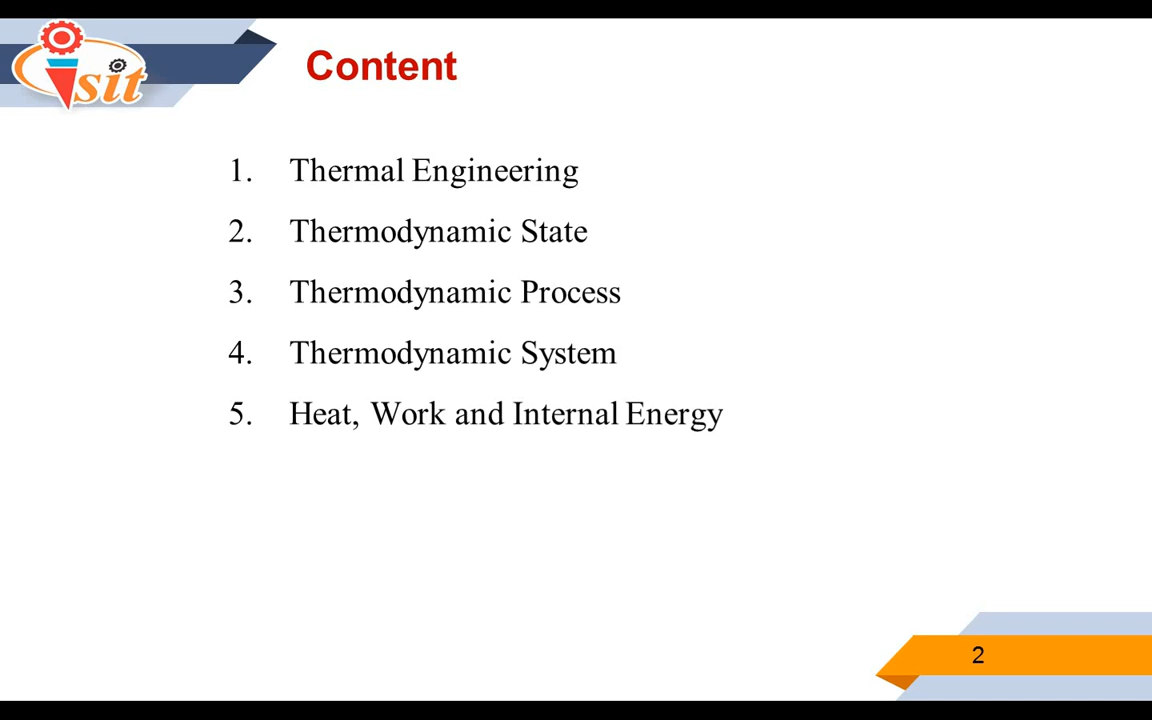 sit
Content
1. Thermal Engineering
2. Thermodynamic State
3. Thermodynamic Process
4. Thermodynamic System
5. Heat, Work and Internal Energy
2